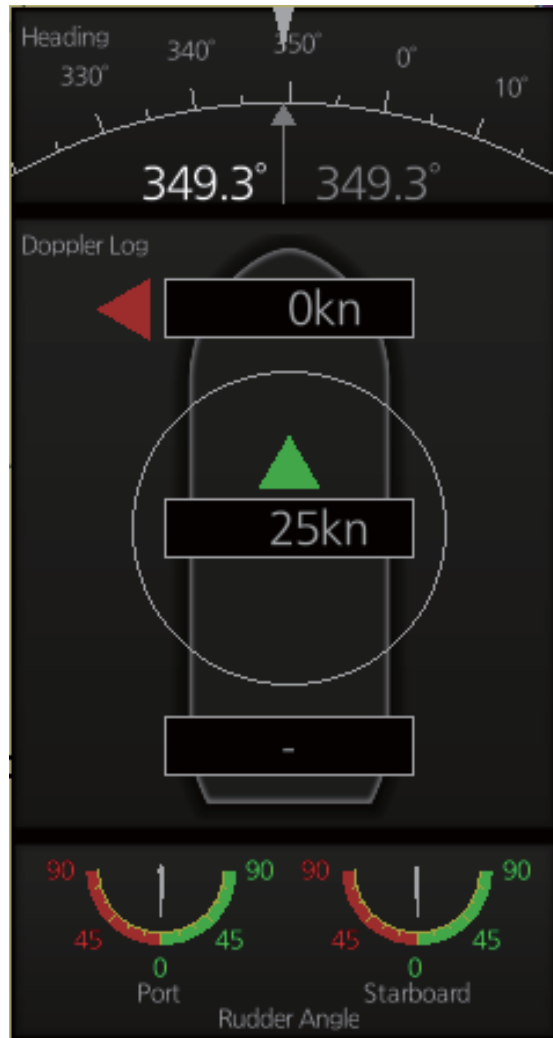 Heading
330° 340° 350° 0° 10°
349.3° 349.3°
Doppler Log
0kn
25kn
-
90 90 90 90
45 45 45 45
0 0
Port Starboard
Rudder Angle